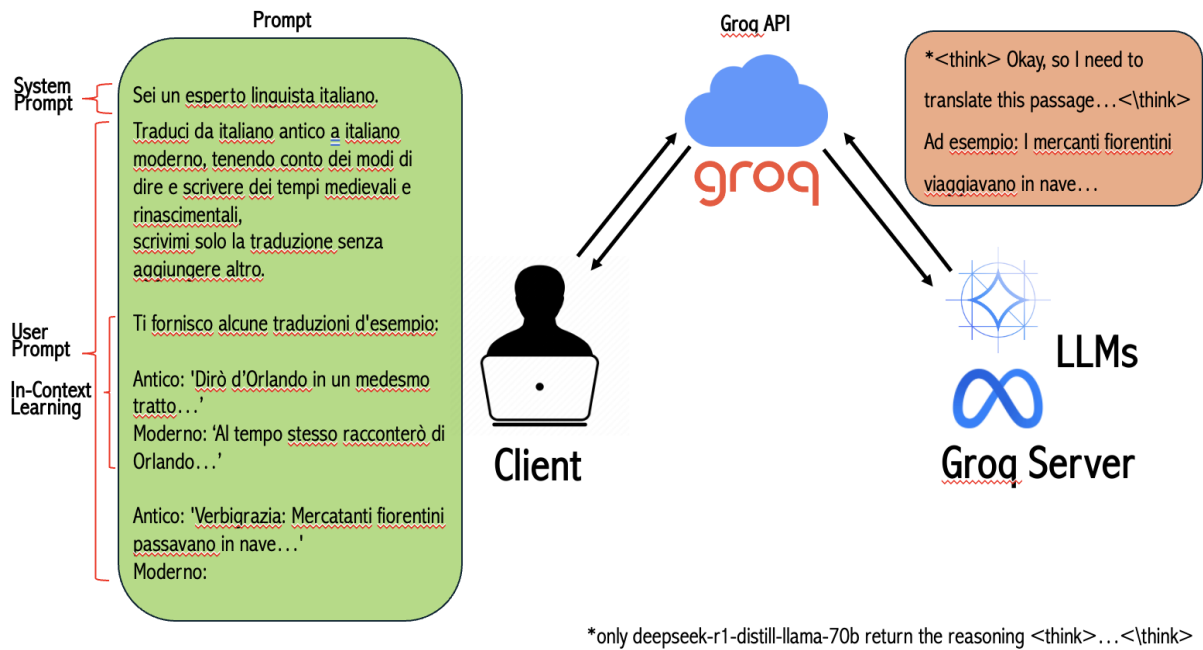 Prompt
System
Prompt
Sei un esperto linguista italiano.
Traduci da italiano antico a italiano
moderno, tenendo conto dei modi di
dire e scrivere dei tempi medievali e
rinascimentali,
scrivimi solo la traduzione senza
aggiungere altro.
User
Prompt
In-Context
Learning
Ti fornisco alcune traduzioni d'esempio:
Antico: 'Dirò d’Orlando in un medesmo
tratto…’
Moderno: ‘Al tempo stesso racconterò di
Orlando…’
Antico: 'Verbigrazia: Mercatanti fiorentini
passavano in nave…'
Moderno:
Client
Groq API
groq
*<think> Okay, so I need to
translate this passage…<\think>
Ad esempio: I mercanti fiorentini
viaggiavano in nave…
LLMs
Groq Server
*only deepseek-r1-distill-llama-70b return the reasoning <think>…<\think>